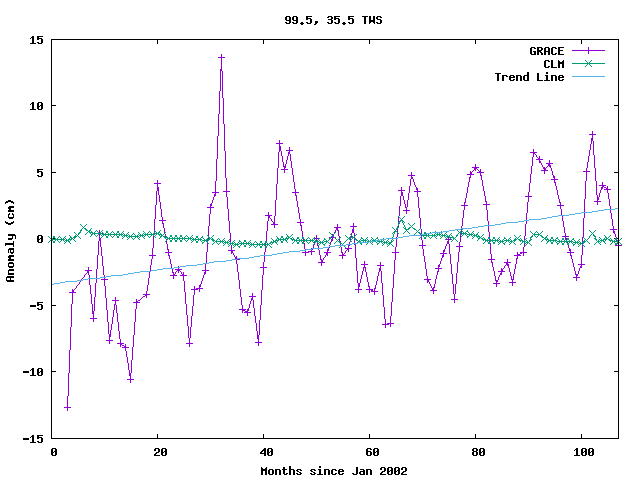 99.5, 35.5 TWS
GRACE
CLM
Trend Line
Anomaly (cm)
15
10
5
0
-5
-10
-15
0 20 40 60 80 100
Months since Jan 2002